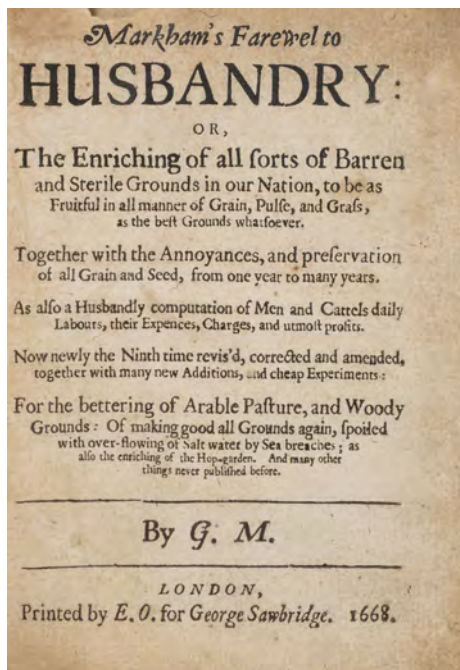 Markham's Farewel to
HUSBANDRY:
OR,
The Enriching of all ſorts of Barren
and Sterile Grounds in our Nation, to be as
Fruitful in all manner of Grain, Pulſe, and Graſs,
as the beſt Grounds whatſoever.
Together with the Annoyances, and preſervation
of all Grain and Seed, from one year to many years.
As alſo a Husbandly computation of Men and Cattels daily
Labours, their Expences, Charges, and utmoſt profits.
Now newly the Ninth time revis'd, corrected and amended,
together with many new Additions, and cheap Experiments:
For the bettering of Arable Paſture, and Woody
Grounds: Of making good all Grounds again, ſpoiled
with over-flowing of Salt water by Sea breaches; as
alſo the enriching of the Hop-garden. And many other
things never publiſhed before.
By G. M.
LONDON,
Printed by E. O. for George Sawbridge. 1668.